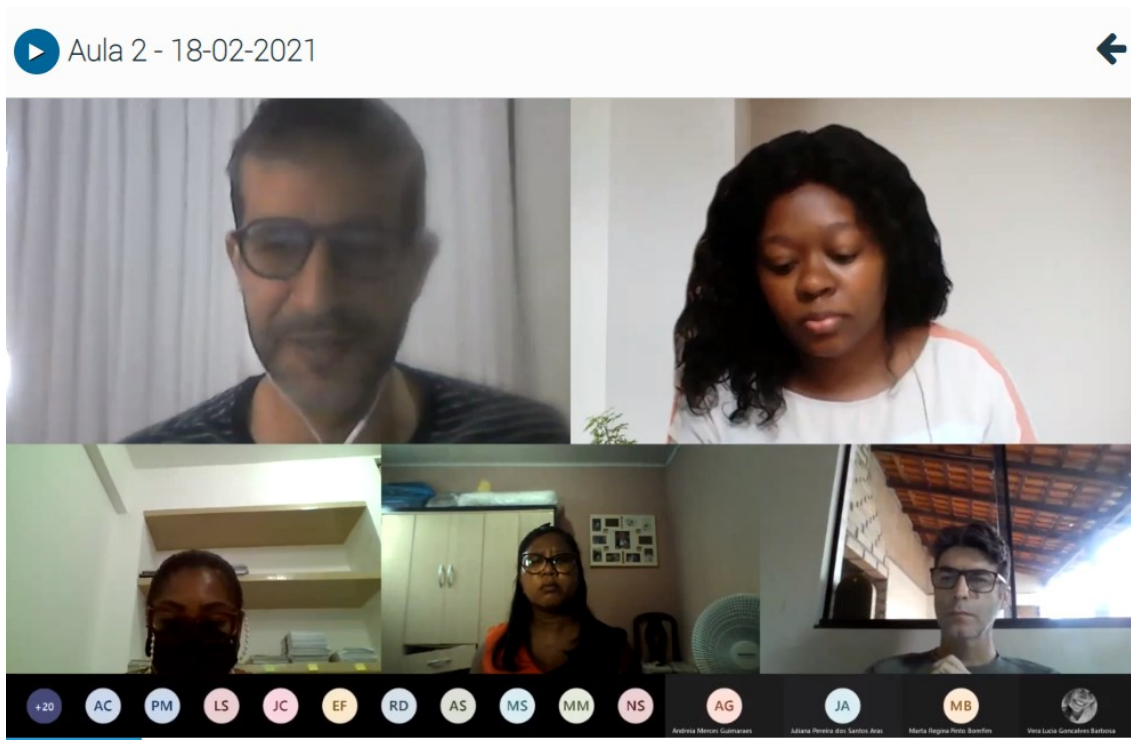 Aula 2 - 18-02-2021
+20 AC PM LS JC EF RD AS MS MM NS AG JA MB
Andreia Merces Guimaraes Juliana Pereira dos Santos Aras Marta Regina Pinto Bomfim Vera Lucia Goncalves Barbosa